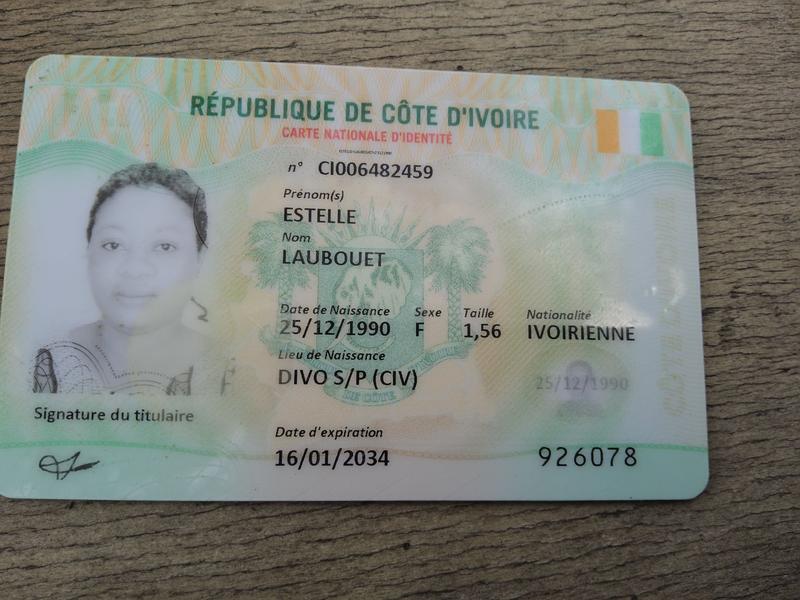 RÉPUBLIQUE DE CÔTE D'IVOIRE
CARTE NATIONALE D'IDENTITÉ
n° CI006482459
Prénom(s)
ESTELLE
Nom
LAUBOUET
Date de Naissance Sexe Taille Nationalité
25/12/1990 F 1,56 IVOIRIENNE
Lieu de Naissance
DIVO S/P (CIV)
25/12/1990
Signature du titulaire
Date d'expiration
16/01/2034
926078